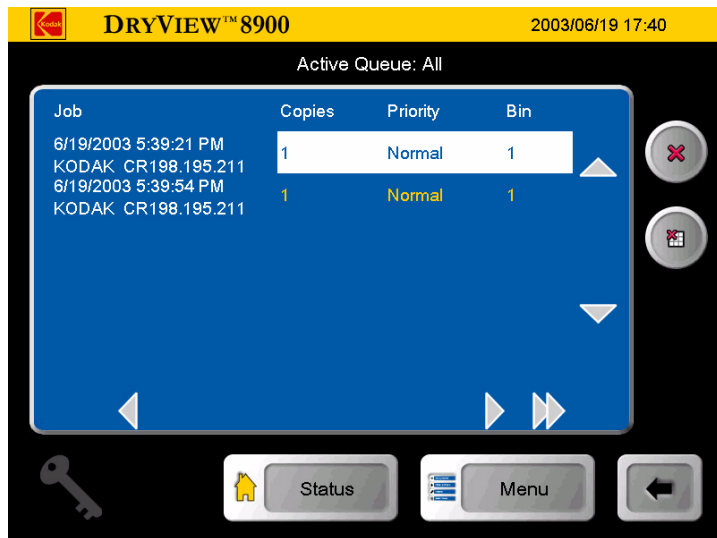 Kodak
DRYVIEW™ 8900
2003/06/19 17:40
Active Queue: All
Job Copies Priority Bin
6/19/2003 5:39:21 PM
KODAK CR198.195.211
1 Normal 1
6/19/2003 5:39:54 PM
KODAK CR198.195.211
1 Normal 1
Status
Menu